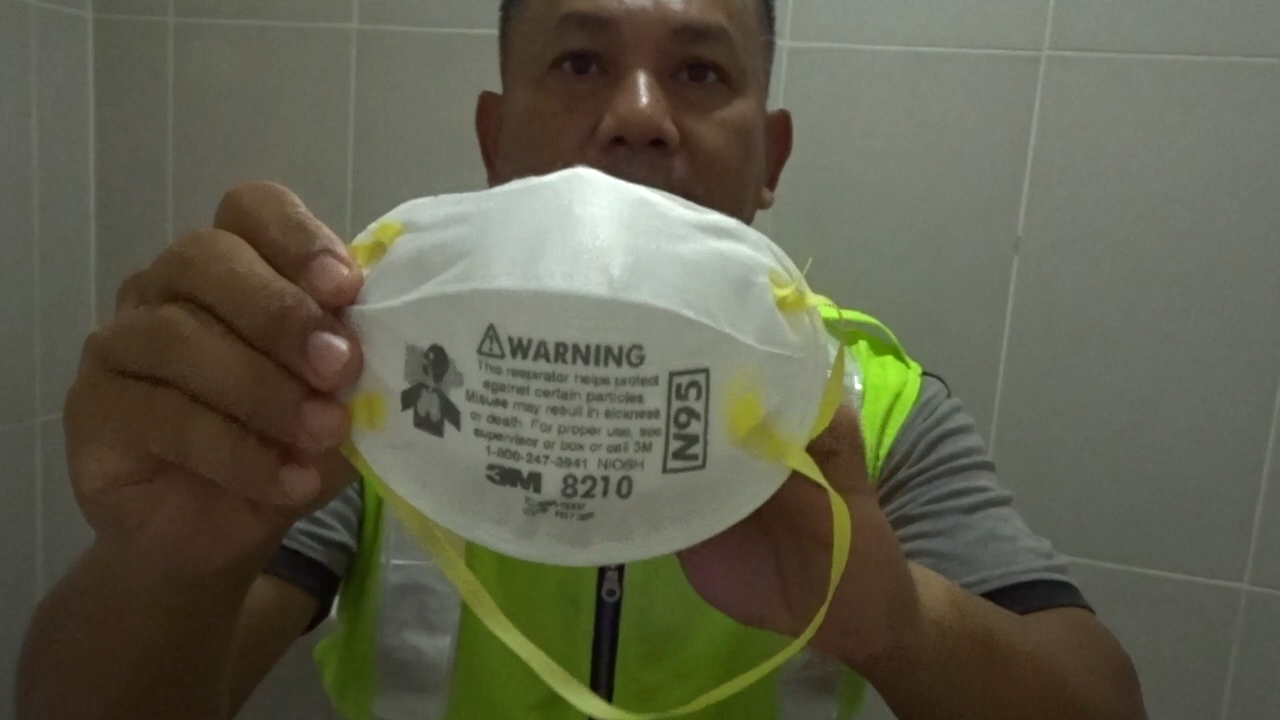 WARNING
This respirator helps protect
against certain particles
Misuse may result in sickness
or death. For proper use, see
supervisor or box or call 3M
1-800-247-3941 NIOSH
N95
3M 8210